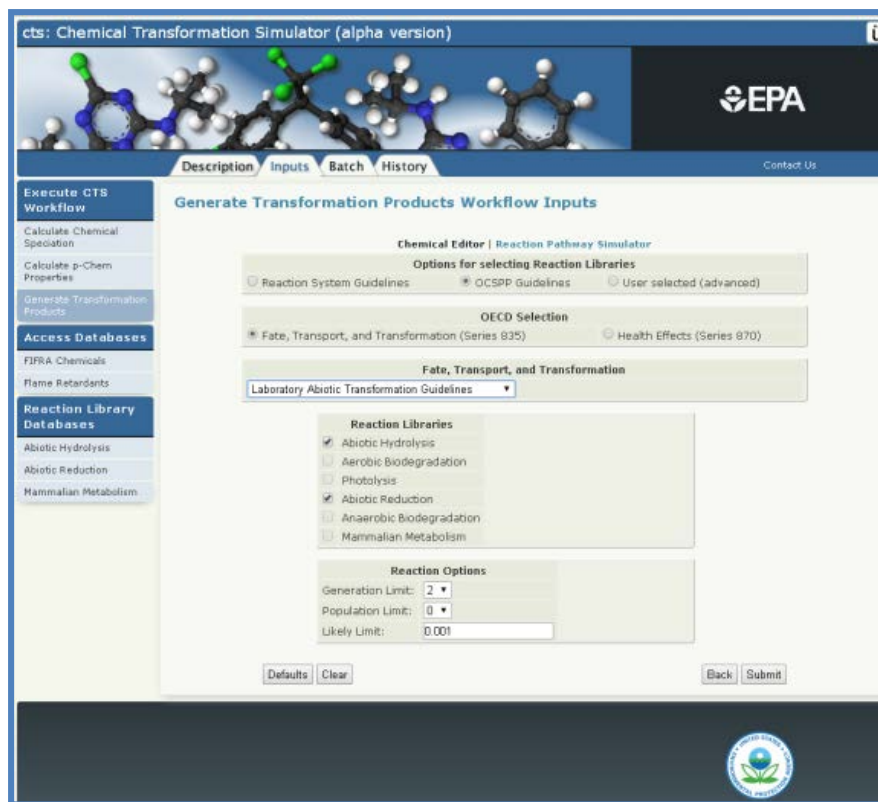 cts: Chemical Transformation Simulator (alpha version)
EPA
Description Inputs Batch History
Contact Us
Execute CTS
Workflow
Calculate Chemical
Speciation
Calculate p-Chem
Properties
Generate Transformation
Products
Access Databases
FIFRA Chemicals
Flame Retardants
Reaction Library
Databases
Abiotic Hydrolysis
Abiotic Reduction
Mammalian Metabolism
Generate Transformation Products Workflow Inputs
Chemical Editor | Reaction Pathway Simulator
Options for selecting Reaction Libraries
Reaction System Guidelines OCSPP Guidelines User selected (advanced)
OECD Selection
Fate, Transport, and Transformation (Series 835) Health Effects (Series 870)
Fate, Transport, and Transformation
Laboratory Abiotic Transformation Guidelines
Reaction Libraries
Abiotic Hydrolysis
Aerobic Biodegradation
Photolysis
Abiotic Reduction
Anaerobic Biodegradation
Mammalian Metabolism
Reaction Options
Generation Limit: 2
Population Limit: 0
Likely Limit: 0.001
Defaults Clear Back Submit